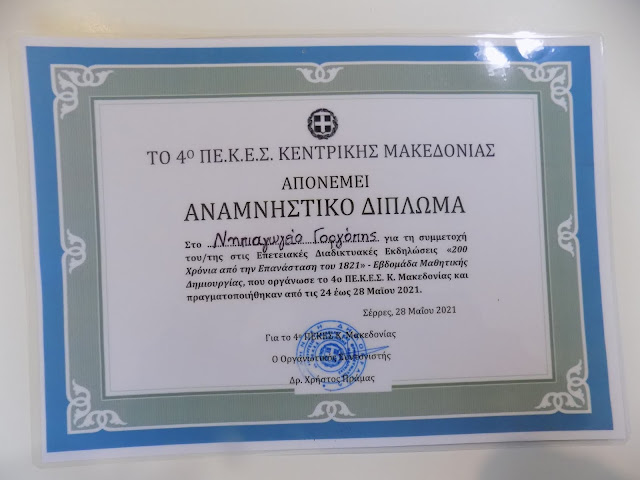 ΤΟ 4Ο ΠΕ.Κ.Ε.Σ. ΚΕΝΤΡΙΚΗΣ ΜΑΚΕΔΟΝΙΑΣ
ΑΠΟΝΕΜΕΙ
ΑΝΑΜΝΗΣΤΙΚΟ ΔΙΠΛΩΜΑ
Στο Νηπιαγωγείο Γοργόπης για τη συμμετοχή
του/της στις Επετειακές Διαδικτυακές Εκδηλώσεις «200
Χρόνια από την Επανάσταση του 1821» - Εβδομάδα Μαθητικής
Δημιουργίας, που οργάνωσε το 4ο ΠΕ.Κ.Ε.Σ. Κ. Μακεδονίας και
πραγματοποιήθηκαν από τις 24 έως 28 Μαΐου 2021.
Σέρρες, 28 Μαΐου 2021
Για το 4ο ΠΕΚΕΣ Κ. Μακεδονίας
Ο Οργανωτικός Συντονιστής
Δρ. Χρήστος Πράμας